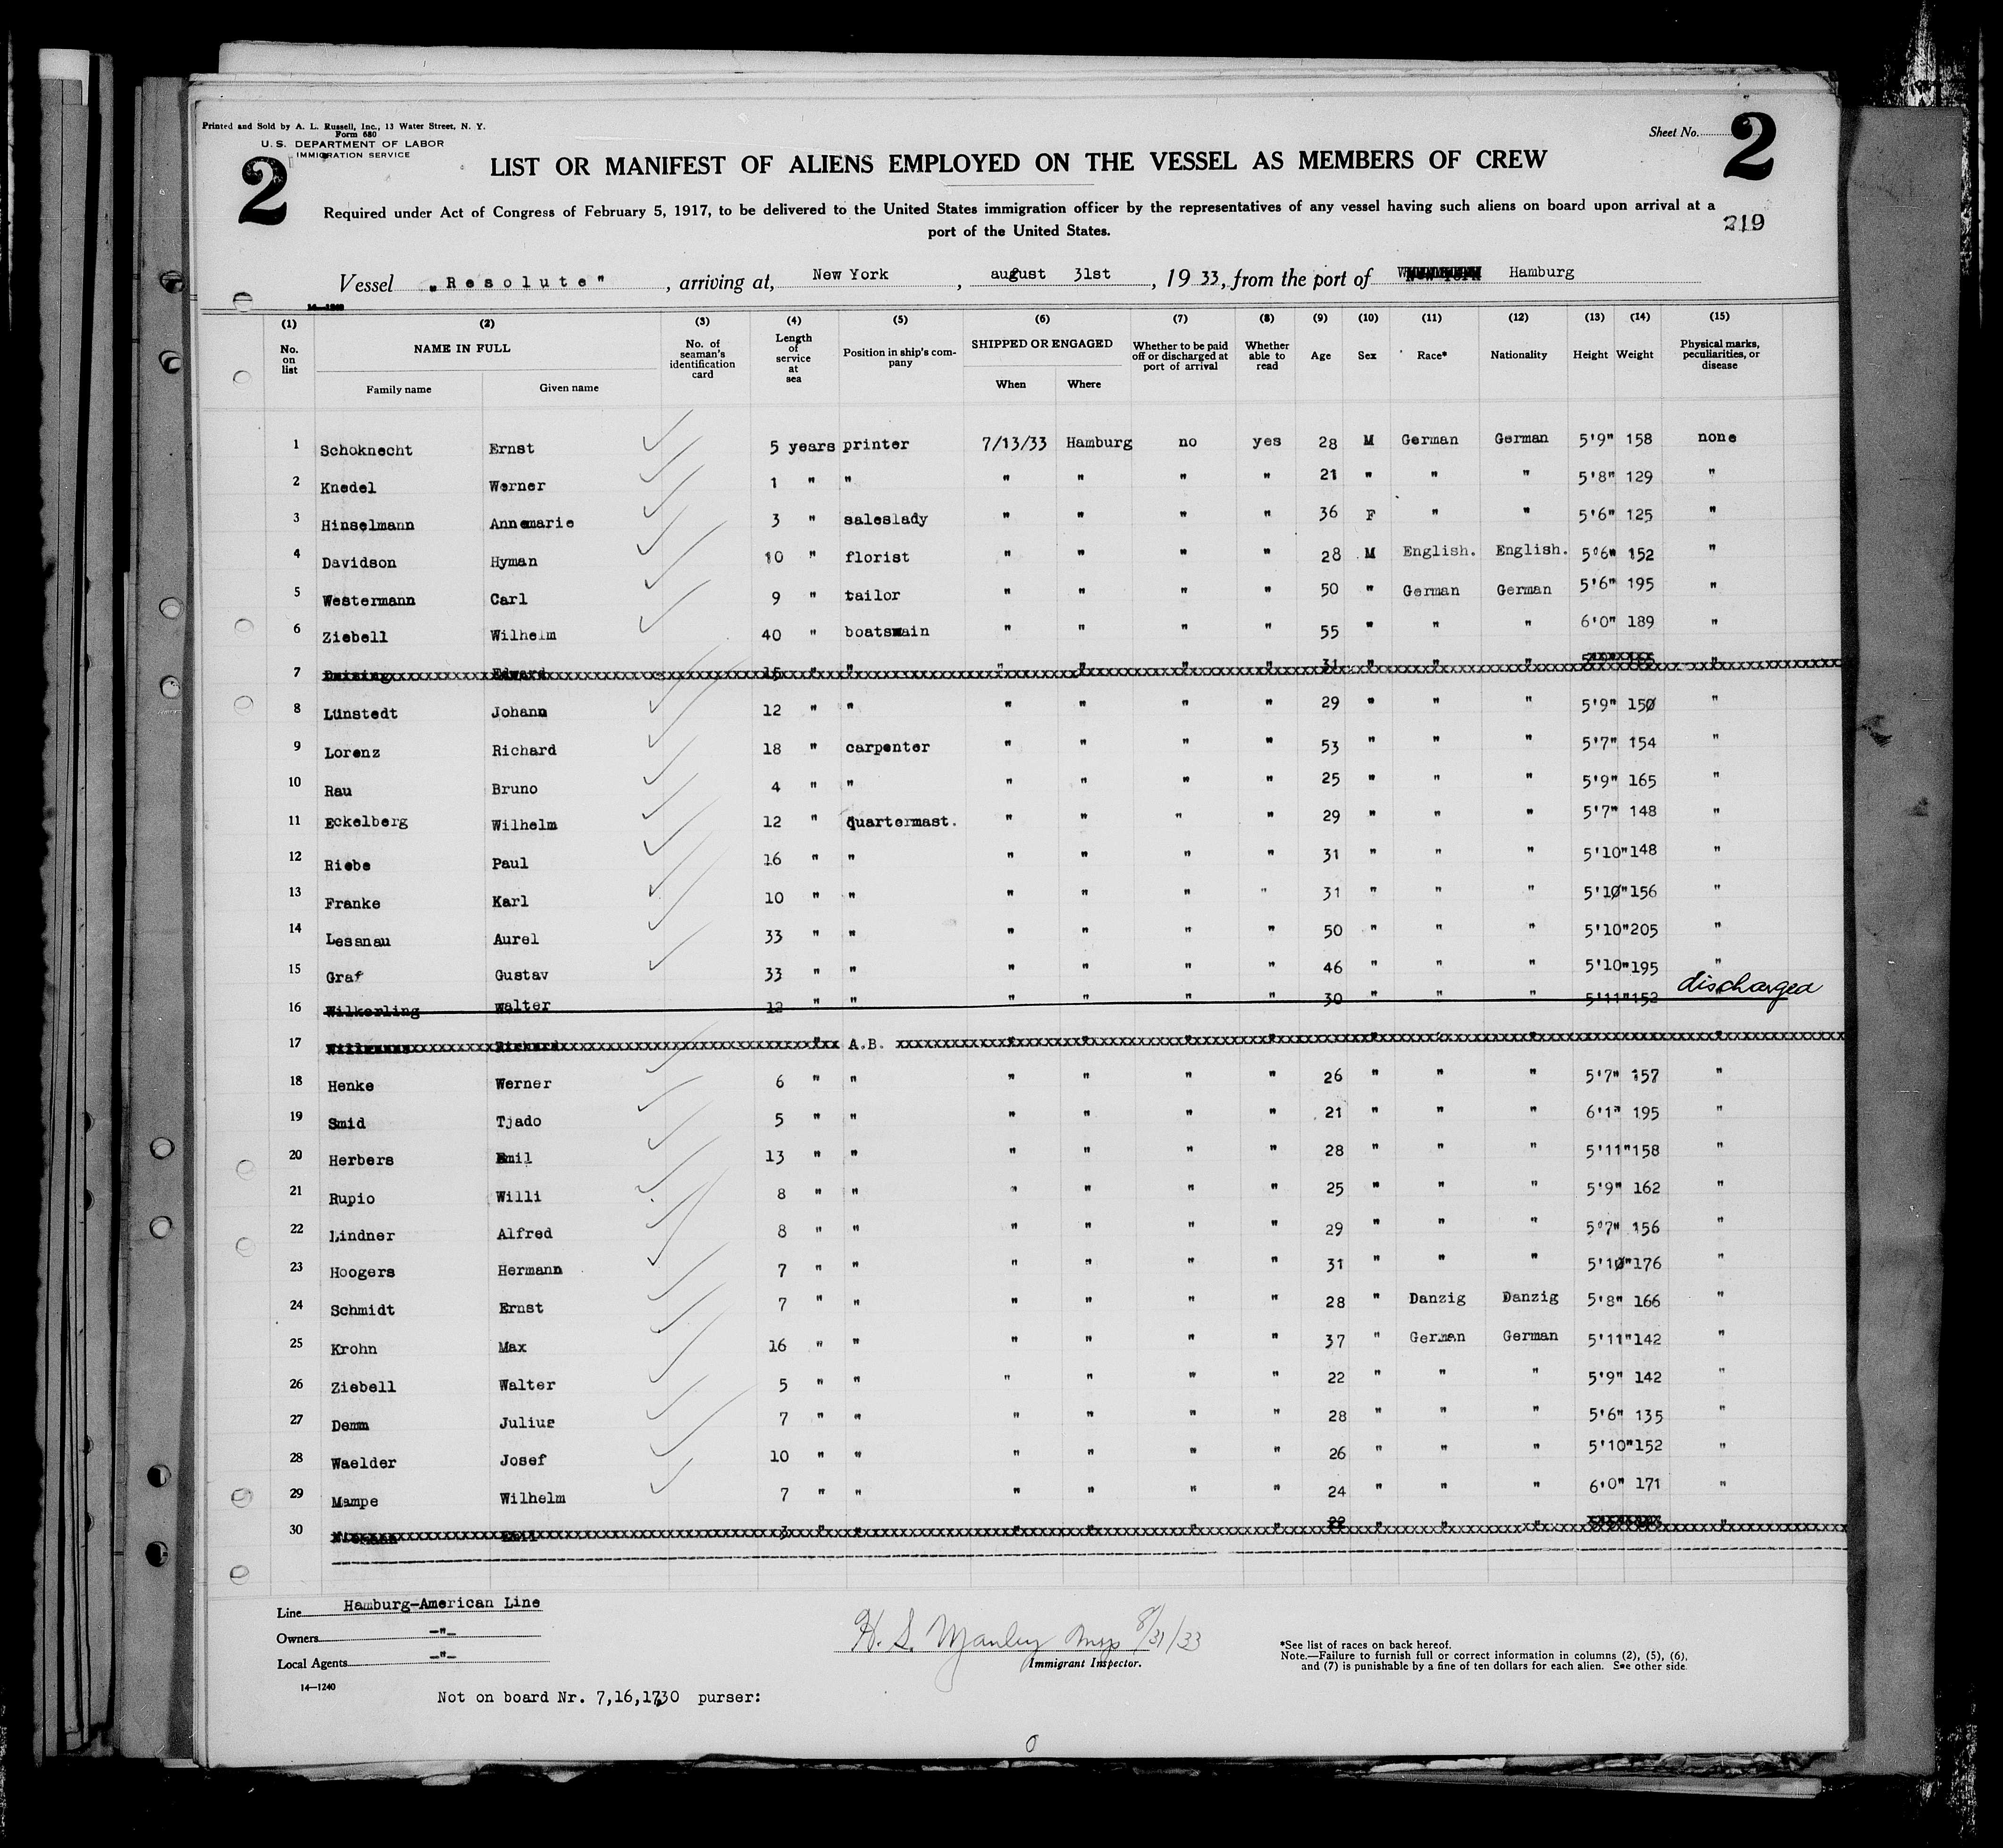 Printed and Sold by A. L. Russell, Inc., 13 Water Street, N. Y.
Form 680
U. S. DEPARTMENT OF LABOR
IMMIGRATION SERVICE
2
Sheet No. 2
LIST OR MANIFEST OF ALIENS EMPLOYED ON THE VESSEL AS MEMBERS OF CREW
Required under Act of Congress of February 5, 1917, to be delivered to the United States immigration officer by the representatives of any vessel having such aliens on board upon arrival at a
port of the United States.
219
Vessel „Resolute", arriving at, New York, august 31st, 1933, from the port of Hamburg
(1) (2) (3) (4) (5) (6) (7) (8) (9) (10) (11) (12) (13) (14) (15)
No. on list NAME IN FULL No. of seaman's identification card Length of service at sea Position in ship's company SHIPPED OR ENGAGED Whether to be paid off or discharged at port of arrival Whether able to read Age Sex Race* Nationality Height Weight Physical marks, peculiarities, or disease
Family name Given name When Where
1 Schoknecht Ernst 5 years printer 7/13/33 Hamburg no yes 28 M German German 5'9" 158 none
2 Knedel Werner 1 " " " " " " 21 " " " 5'8" 129 "
3 Hinselmann Annemarie 3 " saleslady " " " " 36 F " " 5'6" 125 "
4 Davidson Hyman 10 " florist " " " " 28 M English. English. 5'6" 152 "
5 Westermann Carl 9 " tailor " " " " 50 " German German 5'6" 195 "
6 Ziebell Wilhelm 40 " boatswain " " " " 55 " " " 6'0" 189 "
7 Edward 15 " " " " " " 31 " " " "
8 Lünstedt Johann 12 " " " " " " 29 " " " 5'9" 150 "
9 Lorenz Richard 18 " carpenter " " " " 53 " " " 5'7" 154 "
10 Rau Bruno 4 " " " " " " 25 " " " 5'9" 165 "
11 Eckelberg Wilhelm 12 " quartermast. " " " " 29 " " " 5'7" 148 "
12 Riebe Paul 16 " " " " " " 31 " " " 5'10" 148 "
13 Franke Karl 10 " " " " " " 31 " " " 5'10" 156 "
14 Lessnau Aurel 33 " " " " " " 50 " " " 5'10" 205 "
15 Graf Gustav 33 " " " " " " 46 " " " 5'10" 195 "
16 Wilkerling walter 12 " " " " " " 30 " " " 5'11" 152 " discharged
17 Richard " A.B. " " " " " " " "
18 Henke Werner 6 " " " " " " 26 " " " 5'7" 157 "
19 Smid Tjado 5 " " " " " " 21 " " " 6'1" 195 "
20 Herbers Emil 13 " " " " " " 28 " " " 5'11" 158 "
21 Rupio Willi 8 " " " " " " 25 " " " 5'9" 162 "
22 Lindner Alfred 8 " " " " " " 29 " " " 5'7" 156 "
23 Hoogers Hermann 7 " " " " " " 31 " " " 5'10" 176 "
24 Schmidt Ernst 7 " " " " " " 28 " Danzig Danzig 5'8" 166 "
25 Krohn Max 16 " " " " " " 37 " German German 5'11" 142 "
26 Ziebell Walter 5 " " " " " " 22 " " " 5'9" 142 "
27 Demm Julius 7 " " " " " " 28 " " " 5'6" 135 "
28 Waelder Josef 10 " " " " " " 26 " " " 5'10" 152 "
29 Mampe Wilhelm 7 " " " " " " 24 " " " 6'0" 171 "
30 3 " " " " " " 22 " " " "
Line Hamburg-American Line
Owners -"-
Local Agents -"-
14—1240
H. S. Manley Insp 8/31/33
Immigrant Inspector.
*See list of races on back hereof.
Note.—Failure to furnish full or correct information in columns (2), (5), (6),
and (7) is punishable by a fine of ten dollars for each alien. See other side
Not on board Nr. 7,16,17,30 purser: